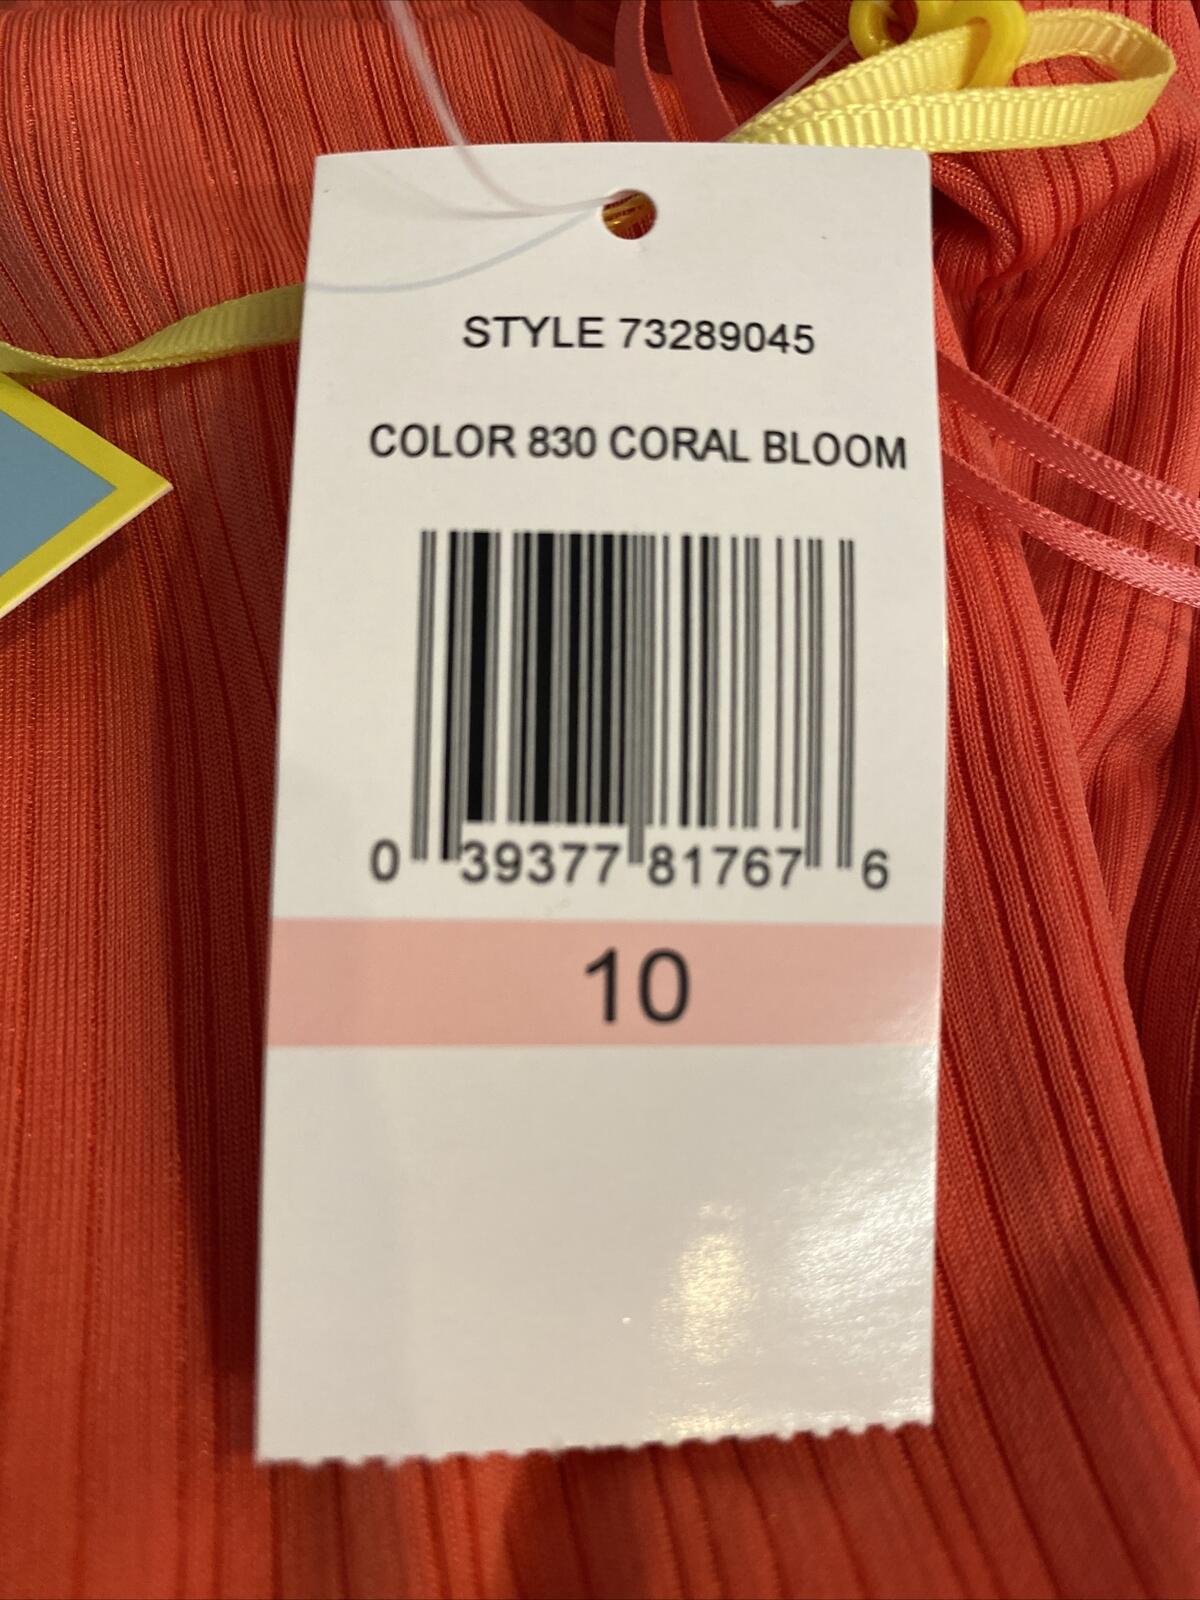 STYLE 73289045
COLOR 830 CORAL BLOOM
0 39377 81767 6
10